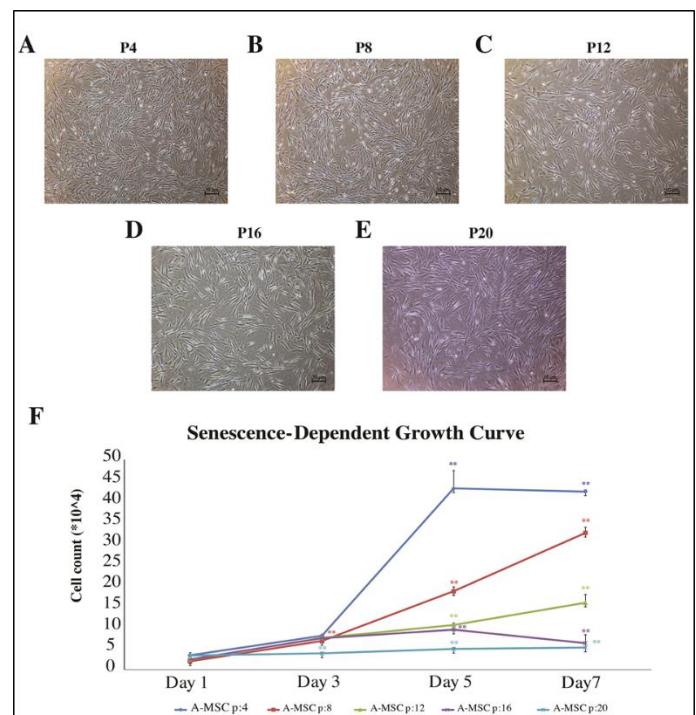 A P4
B P8
C P12
D P16
E P20
F
Senescence-Dependent Growth Curve
Cell count (*10^4)
50
45
40
35
30
25
20
15
10
5
0
**
**
**
**
**
**
**
**
**
**
**
**
**
Day 1 Day 3 Day 5 Day7
A-MSC p:4 A-MSC p:8 A-MSC p:12 A-MSC p:16 A-MSC p:20